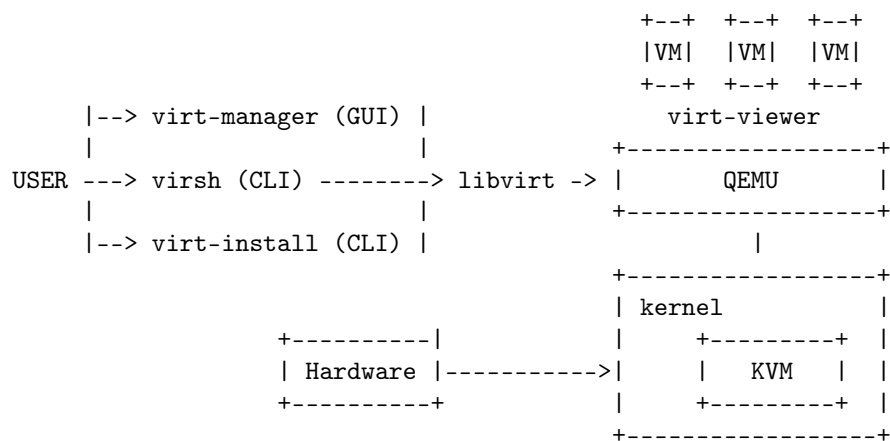 +--+  +--+  +--+
|VM|  |VM|  |VM|
+--+  +--+  +--+
|--> virt-manager (GUI) |               virt-viewer
|                       |            +------------------+
USER ---> virsh (CLI) --------> libvirt -> |       QEMU       |
|                       |            +------------------+
|--> virt-install (CLI) |                     |
+------------------+
| kernel           |
+----------|            |     +---------+  |
| Hardware |----------->|     |   KVM   |  |
+----------+            |     +---------+  |
+------------------+